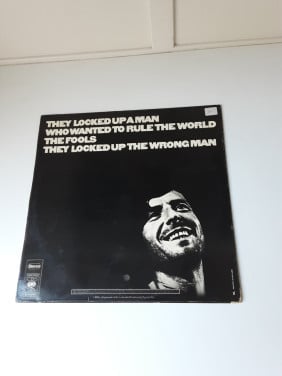 THEY LOCKED UP A MAN
WHO WANTED TO RULE THE WORLD
THE FOOLS
THEY LOCKED UP THE WRONG MAN